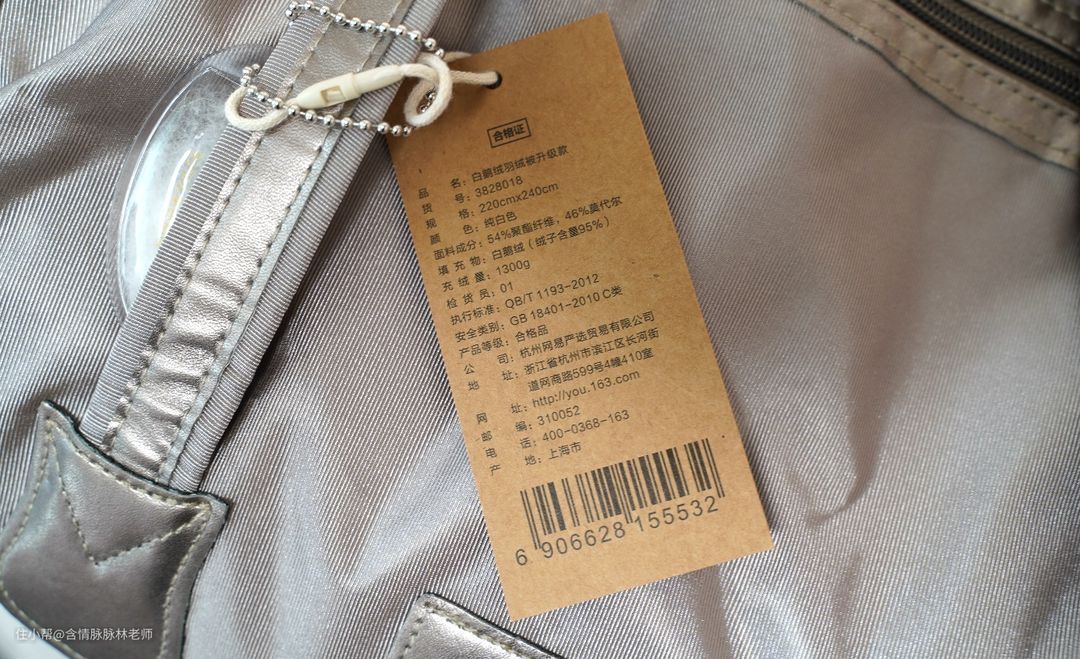 合格证
品 名：白鹅绒羽绒被升级款
货 号：3828018
规 格：220cmx240cm
颜 色：纯白色
面料成分：54%聚酯纤维，46%莫代尔
填 充 物：白鹅绒（绒子含量95%）
充 绒 量：1300g
检 货 员：01
执行标准：QB/T 1193-2012
安全类别：GB 18401-2010 C类
产品等级：合格品
公 司：杭州网易严选贸易有限公司
地 址：浙江省杭州市滨江区长河街
道网商路599号4幢410室
网 址：http://you.163.com
邮 编：310052
电 话：400-0368-163
产 地：上海市
6 906628 155532
住小帮@含情脉脉林老师